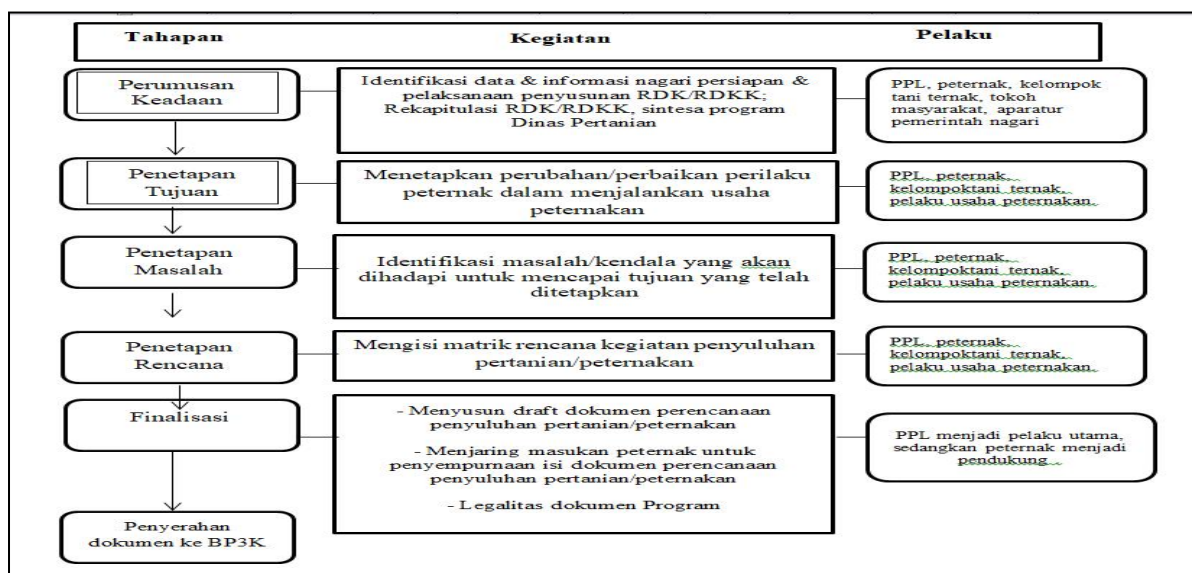 Tahapan Kegiatan Pelaku
Perumusan
Keadaan
Identifikasi data & informasi nagari persiapan &
pelaksanaan penyusunan RDK/RDKK;
Rekapitulasi RDK/RDKK, sintesa program
Dinas Pertanian
PPL, peternak, kelompok
tani ternak, tokoh
masyarakat, aparatur
pemerintah nagari
Penetapan
Tujuan
Menetapkan perubahan/perbaikan perilaku
peternak dalam menjalankan usaha
peternakan
PPL, peternak,
kelompoktani ternak,
pelaku usaha peternakan.
Penetapan
Masalah
Identifikasi masalah/kendala yang akan
dihadapi untuk mencapai tujuan yang telah
ditetapkan
PPL, peternak,
kelompoktani ternak,
pelaku usaha peternakan.
Penetapan
Rencana
Mengisi matrik rencana kegiatan penyuluhan
pertanian/peternakan
PPL, peternak,
kelompoktani ternak,
pelaku usaha peternakan.
Finalisasi
- Menyusun draft dokumen perencanaan
penyuluhan pertanian/peternakan
- Menjaring masukan peternak untuk
penyempurnaan isi dokumen perencanaan
penyuluhan pertanian/peternakan
- Legalitas dokumen Program
PPL menjadi pelaku utama,
sedangkan peternak menjadi
pendukung
Penyerahan
dokumen ke BP3K